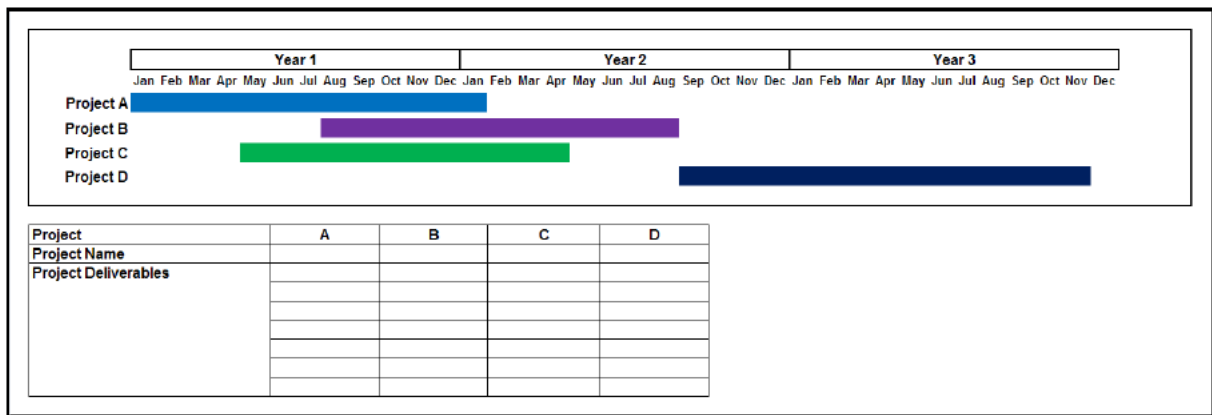 Year 1 Year 2 Year 3
Jan Feb Mar Apr May Jun Jul Aug Sep Oct Nov Dec Jan Feb Mar Apr May Jun Jul Aug Sep Oct Nov Dec Jan Feb Mar Apr May Jun Jul Aug Sep Oct Nov Dec
Project A
Project B
Project C
Project D
Project A B C D
Project Name
Project Deliverables